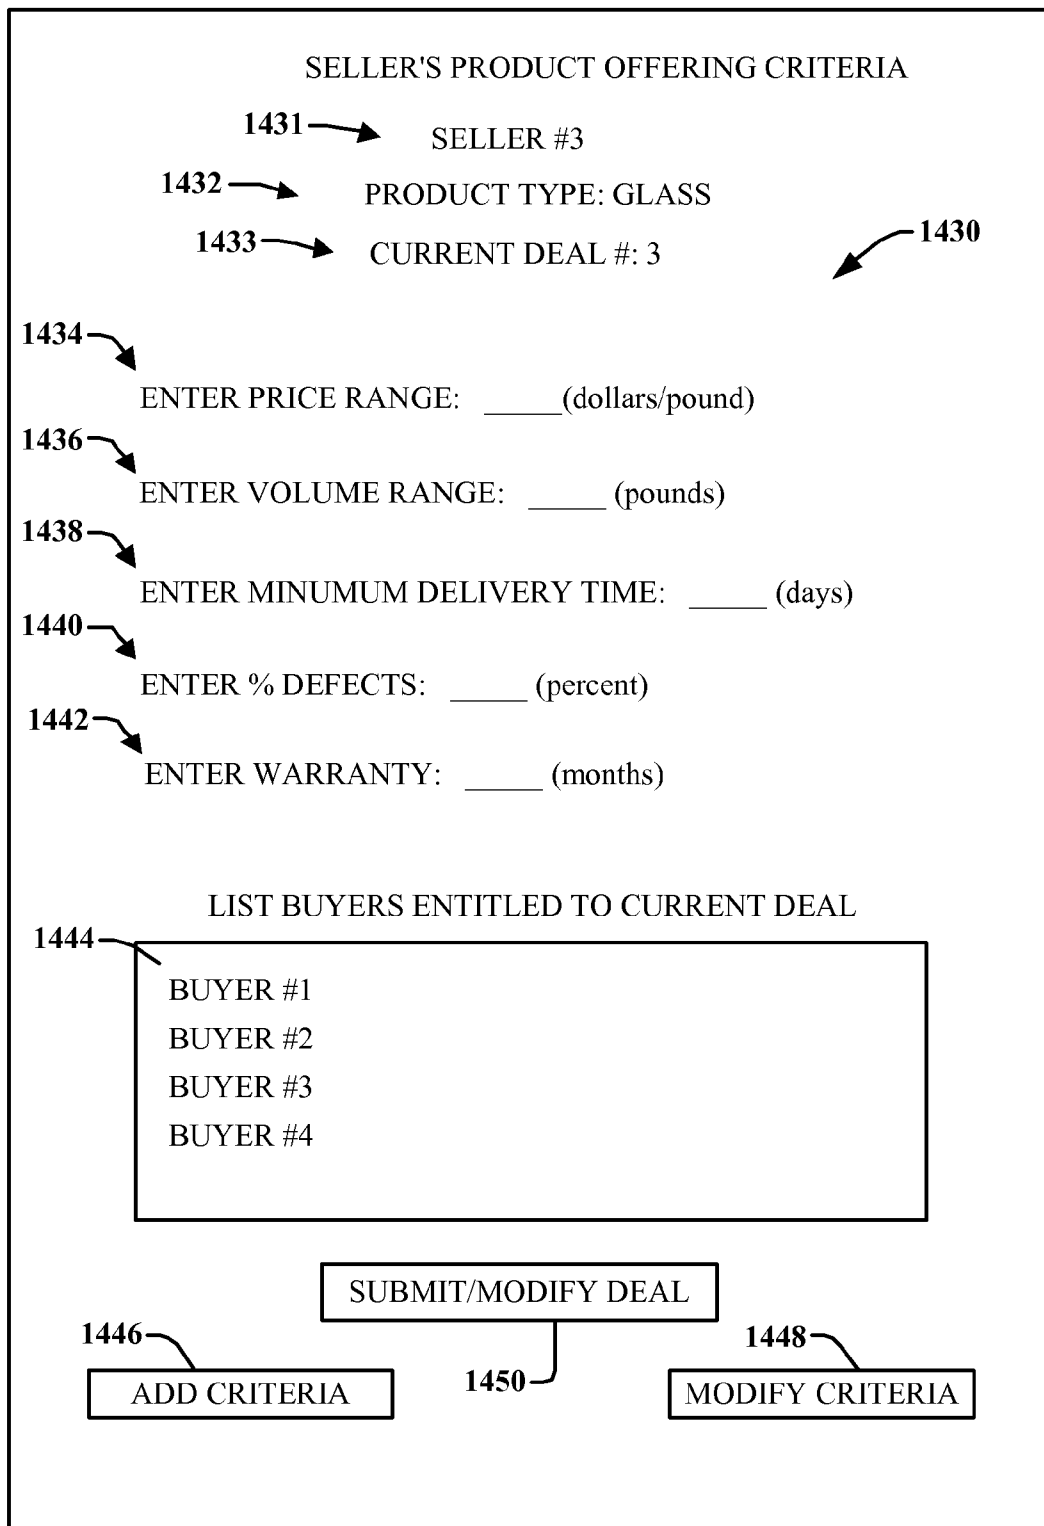 SELLER'S PRODUCT OFFERING CRITERIA
1431 SELLER #3
1432 PRODUCT TYPE: GLASS
1433 CURRENT DEAL #: 3
1430
1434
ENTER PRICE RANGE: _____(dollars/pound)
1436
ENTER VOLUME RANGE: _____ (pounds)
1438
ENTER MINUMUM DELIVERY TIME: _____ (days)
1440
ENTER % DEFECTS: _____ (percent)
1442
ENTER WARRANTY: _____ (months)
LIST BUYERS ENTITLED TO CURRENT DEAL
1444
BUYER #1
BUYER #2
BUYER #3
BUYER #4
SUBMIT/MODIFY DEAL
1446
1448
1450
ADD CRITERIA
MODIFY CRITERIA